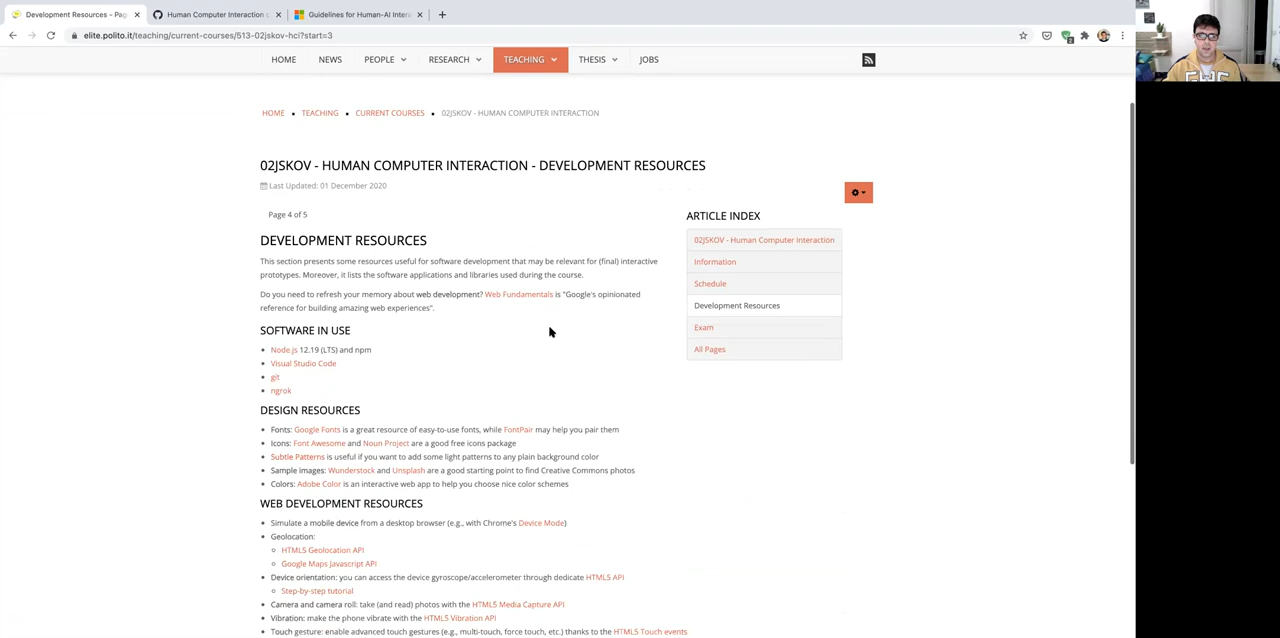 Development Resources - Pag
Human Computer Interaction c
Guidelines for Human-AI Intera
elite.polito.it/teaching/current-courses/513-02jskov-hci?start=3
HOME
NEWS
PEOPLE
RESEARCH
TEACHING
THESIS
JOBS
HOME • TEACHING • CURRENT COURSES • 02JSKOV - HUMAN COMPUTER INTERACTION
02JSKOV - HUMAN COMPUTER INTERACTION - DEVELOPMENT RESOURCES
Last Updated: 01 December 2020
Page 4 of 5
DEVELOPMENT RESOURCES
This section presents some resources useful for software development that may be relevant for (final) interactive
prototypes. Moreover, it lists the software applications and libraries used during the course.
Do you need to refresh your memory about web development? Web Fundamentals is "Google's opinionated
reference for building amazing web experiences".
SOFTWARE IN USE
• Node.js 12.19 (LTS) and npm
• Visual Studio Code
• git
• ngrok
DESIGN RESOURCES
• Fonts: Google Fonts is a great resource of easy-to-use fonts, while FontPair may help you pair them
• Icons: Font Awesome and Noun Project are a good free icons package
• Subtle Patterns is useful if you want to add some light patterns to any plain background color
• Sample images: Wunderstock and Unsplash are a good starting point to find Creative Commons photos
• Colors: Adobe Color is an interactive web app to help you choose nice color schemes
WEB DEVELOPMENT RESOURCES
• Simulate a mobile device from a desktop browser (e.g., with Chrome's Device Mode)
• Geolocation:
◦ HTML5 Geolocation API
◦ Google Maps Javascript API
• Device orientation: you can access the device gyroscope/accelerometer through dedicate HTML5 API
◦ Step-by-step tutorial
• Camera and camera roll: take (and read) photos with the HTML5 Media Capture API
• Vibration: make the phone vibrate with the HTML5 Vibration API
• Touch gesture: enable advanced touch gestures (e.g., multi-touch, force touch, etc.) thanks to the HTML5 Touch events
ARTICLE INDEX
02JSKOV - Human Computer Interaction
Information
Schedule
Development Resources
Exam
All Pages